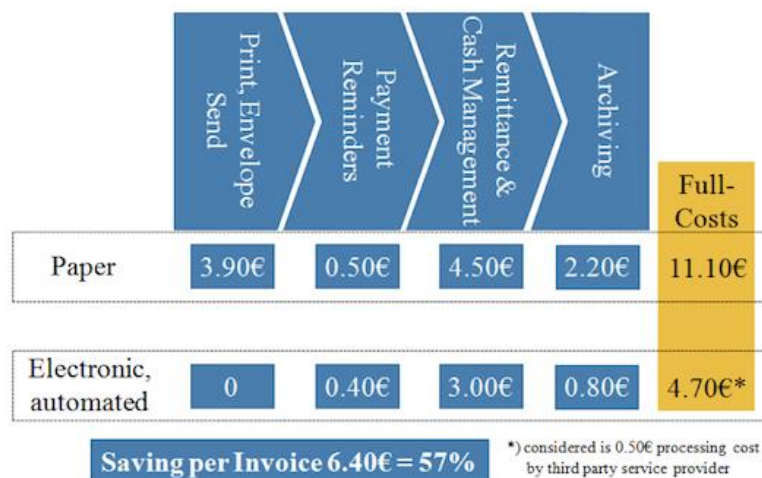 Print, Envelope
Send
Payment
Reminders
Remittance &
Cash Management
Archiving
Full-
Costs
Paper
3.90€
0.50€
4.50€
2.20€
11.10€
Electronic,
automated
0
0.40€
3.00€
0.80€
4.70€*
Saving per Invoice 6.40€ = 57%
*) considered is 0.50€ processing cost
by third party service provider